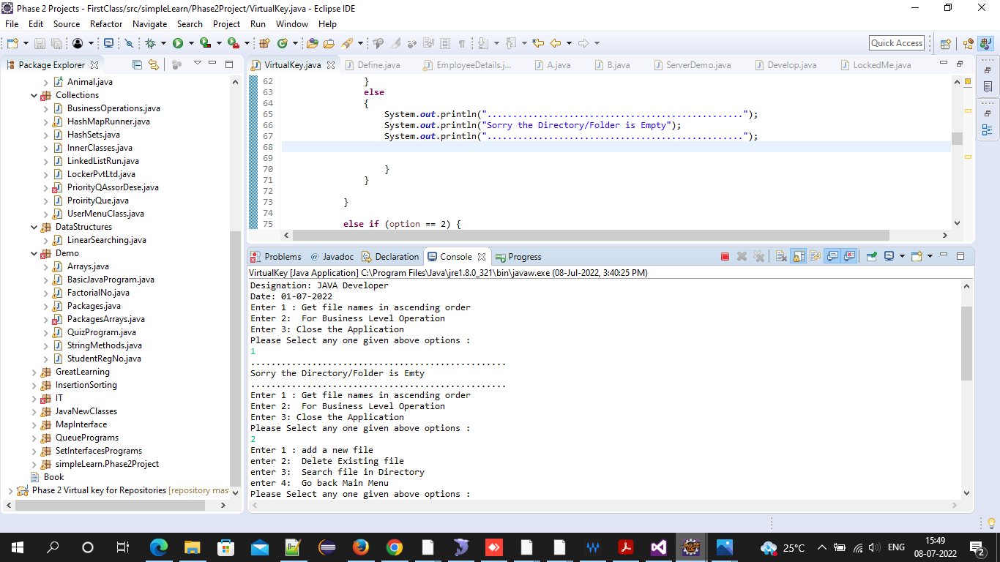 Phase 2 Projects - FirstClass/src/simpleLearn/Phase2Project/VirtualKey.java - Eclipse IDE
File Edit Source Refactor Navigate Search Project Run Window Help
Quick Access
Package Explorer
Animal.java
Collections
BusinessOperations.java
HashMapRunner.java
HashSets.java
InnerClasses.java
LinkedListRun.java
LockerPvtLtd.java
PriorityQAssorDese.java
ProirityQue.java
UserMenuClass.java
DataStructures
LinearSearching.java
Demo
Arrays.java
BasicJavaProgram.java
FactorialNo.java
Packages.java
PackagesArrays.java
QuizProgram.java
StringMethods.java
StudentRegNo.java
GreatLearning
InsertionSorting
IT
JavaNewClasses
MapInterface
QueuePrograms
SetInterfacesPrograms
simpleLearn.Phase2Project
Book
Phase 2 Virtual key for Repositories [repository mas
VirtualKey.java Define.java EmployeeDetails.j... A.java B.java ServerDemo.java Develop.java LockedMe.java
62 }
63 else
64 {
65 System.out.println("..................................................");
66 System.out.println("Sorry the Directory/Folder is Empty");
67 System.out.println("..................................................");
68
69
70 }
71 }
72
73 }
74
75 else if (option == 2) {
Problems @ Javadoc Declaration Console Progress
VirtualKey [Java Application] C:\Program Files\Java\jre1.8.0_321\bin\javaw.exe (08-Jul-2022, 3:40:25 PM)
Designation: JAVA Developer
Date: 01-07-2022
Enter 1 : Get file names in ascending order
Enter 2:  For Business Level Operation
Enter 3: Close the Application
Please Select any one given above options :
1
..................................................
Sorry the Directory/Folder is Emty
..................................................
Enter 1 : Get file names in ascending order
Enter 2:  For Business Level Operation
Enter 3: Close the Application
Please Select any one given above options :
2
Enter 1 : add a new file
enter 2:  Delete Existing file
enter 3:  Search file in Directory
enter 4:  Go back Main Menu
Please Select any one given above options :
25°C ENG 15:49
08-07-2022
2